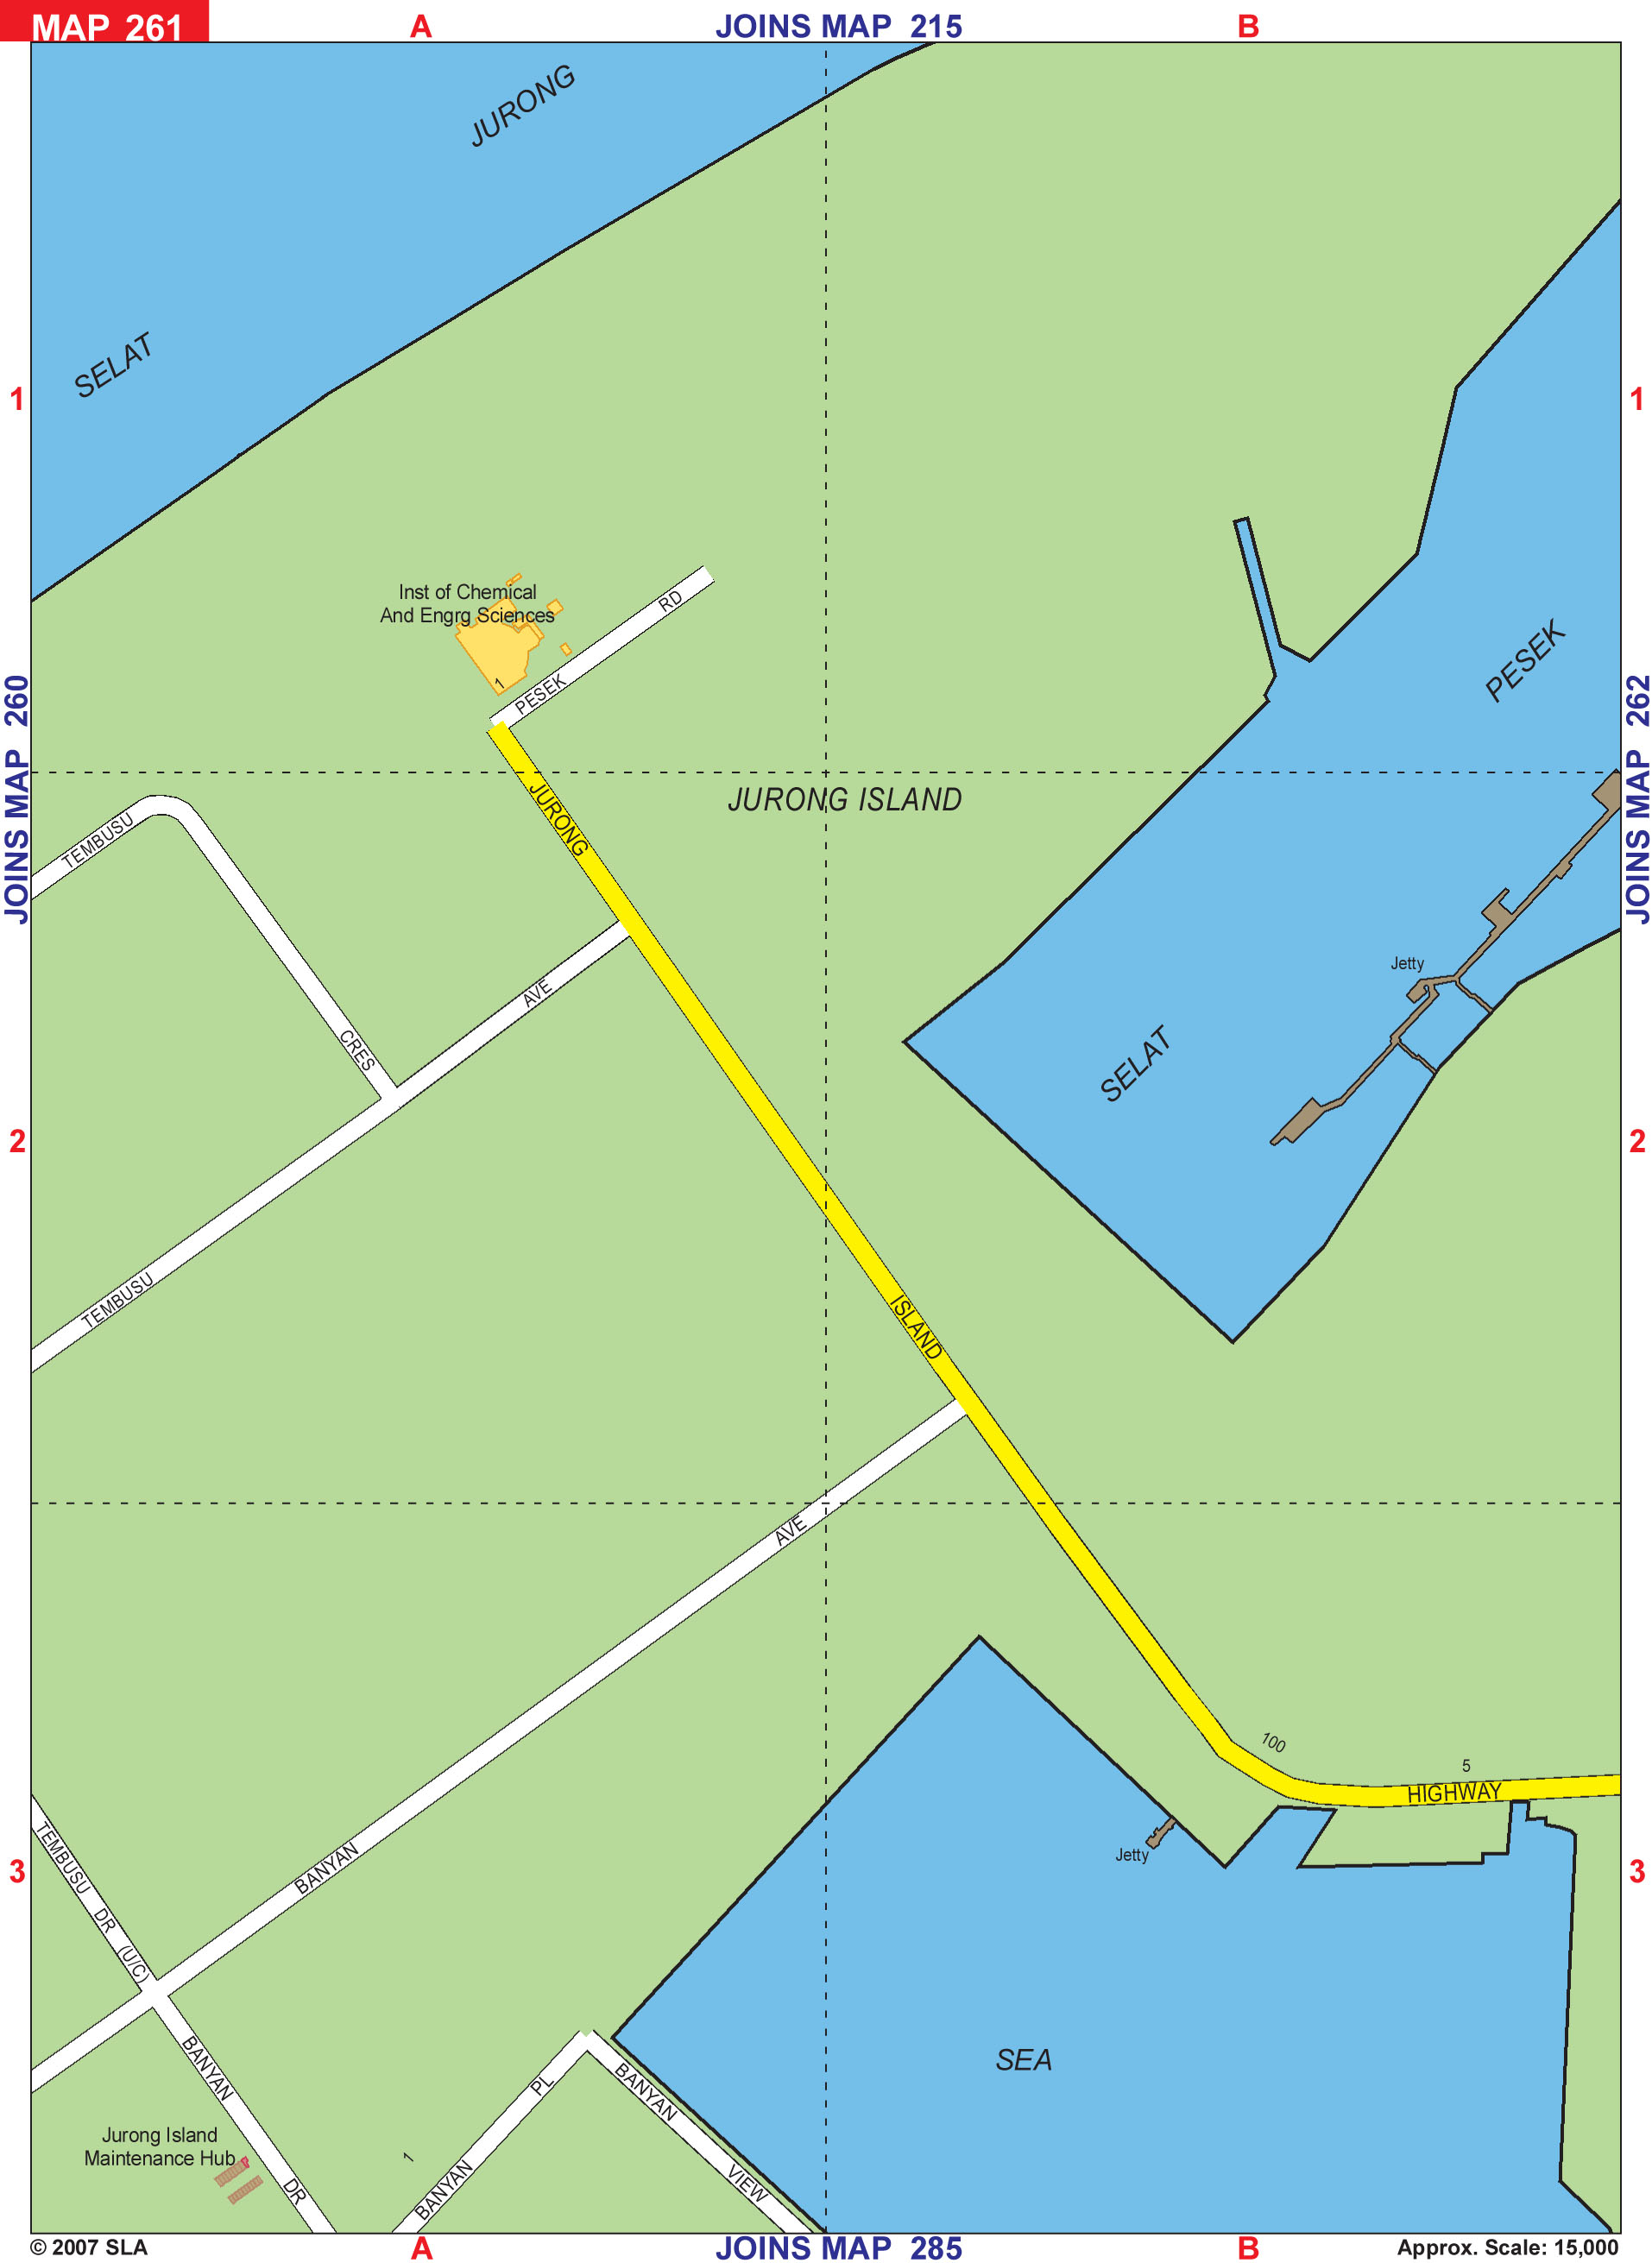 MAP 261
A
JOINS MAP 215
B
JURONG
SELAT
1
1
Inst of Chemical
And Engrg Sciences
1
PESEK RD
PESEK
JOINS MAP 260
JOINS MAP 262
JURONG ISLAND
JURONG
TEMBUSU
AVE
Jetty
CRES
SELAT
2
2
TEMBUSU
ISLAND
AVE
100
5
HIGHWAY
Jetty
BANYAN
TEMBUSU DR (U/C)
3
3
SEA
BANYAN
PL
BANYAN
Jurong Island
Maintenance Hub
1
BANYAN
VIEW
DR
© 2007 SLA
A
JOINS MAP 285
B
Approx. Scale: 15,000